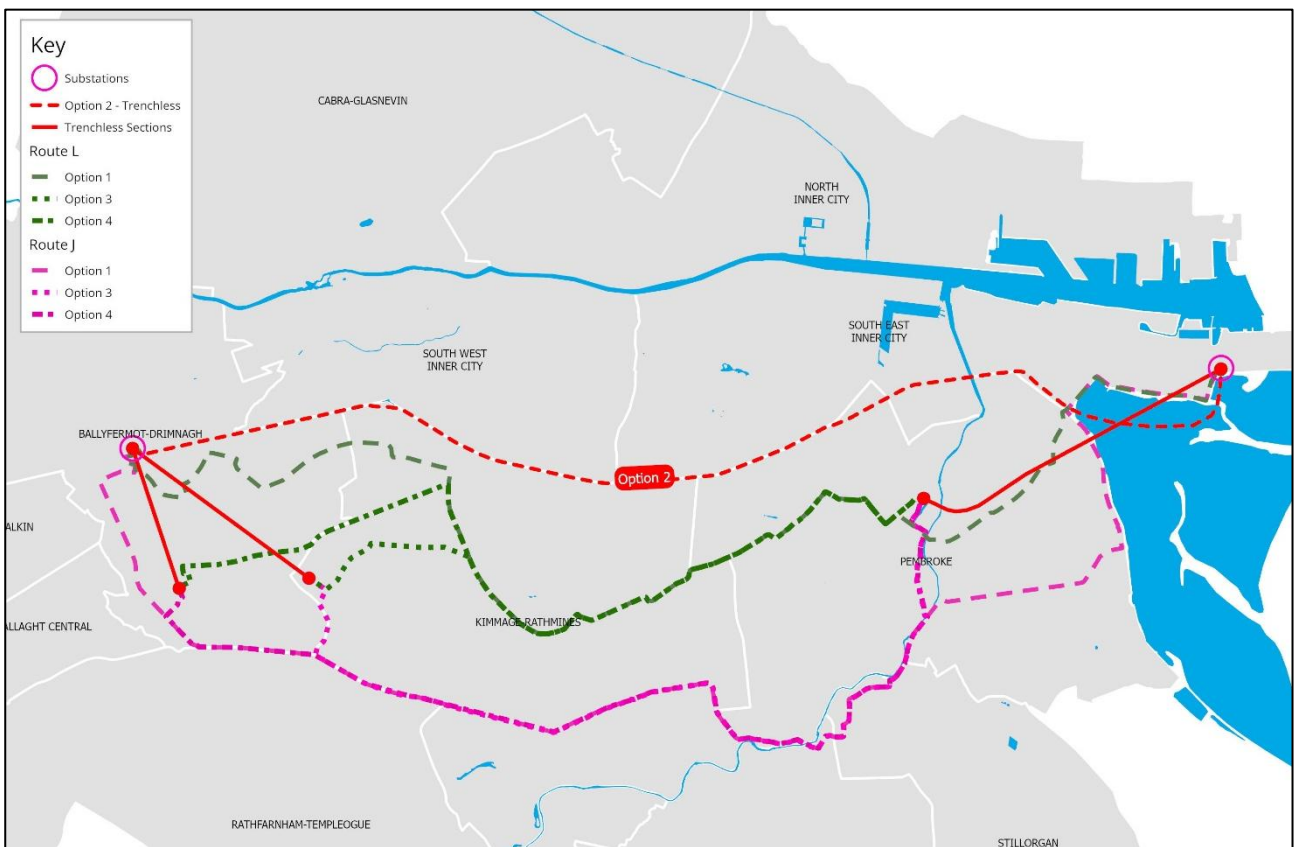 Key
Substations
Option 2 - Trenchless
Trenchless Sections
Route L
Option 1
Option 3
Option 4
Route J
Option 1
Option 3
Option 4
CABRA-GLASNEVIN
NORTH
INNER CITY
SOUTH EAST
INNER CITY
SOUTH WEST
INNER CITY
BALLYFERMOT-DRIMNAGH
Option 2
ALKIN
PEMBROKE
ALLAGHT CENTRAL
KIMMAGE-RATHMINES
RATHFARNHAM-TEMPLEOGUE
STILLORGAN